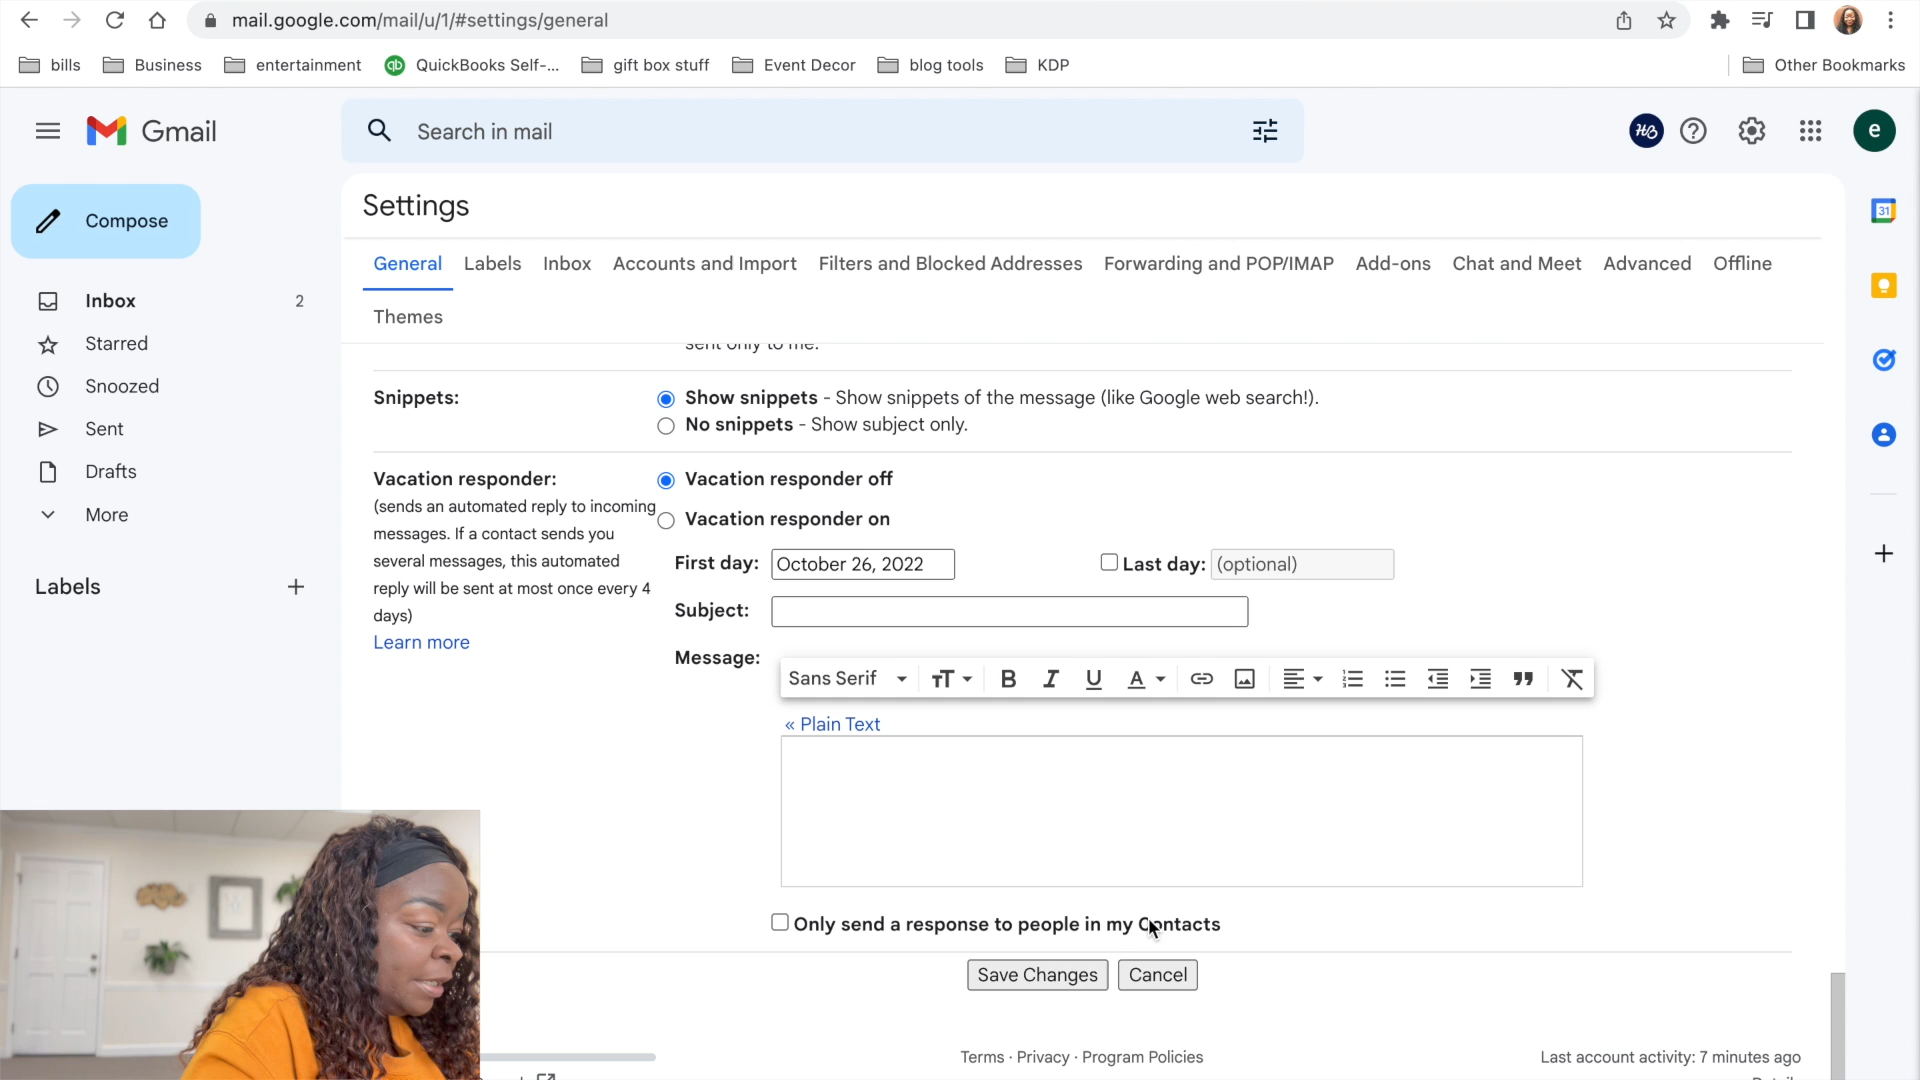 mail.google.com/mail/u/1/#settings/general
bills Business entertainment qb QuickBooks Self-... gift box stuff Event Decor blog tools KDP Other Bookmarks
Gmail Search in mail HB e
Compose
Settings
31
General Labels Inbox Accounts and Import Filters and Blocked Addresses Forwarding and POP/IMAP Add-ons Chat and Meet Advanced Offline
Themes
Inbox 2
Starred
Snoozed
Sent
Drafts
More
Labels
sent only to me.
Snippets:
Show snippets - Show snippets of the message (like Google web search!).
No snippets - Show subject only.
Vacation responder:
(sends an automated reply to incoming
messages. If a contact sends you
several messages, this automated
reply will be sent at most once every 4
days)
Learn more
Vacation responder off
Vacation responder on
First day: October 26, 2022 Last day: (optional)
Subject:
Message:
Sans Serif
« Plain Text
Only send a response to people in my Contacts
Save Changes Cancel
Terms · Privacy · Program Policies
Last account activity: 7 minutes ago